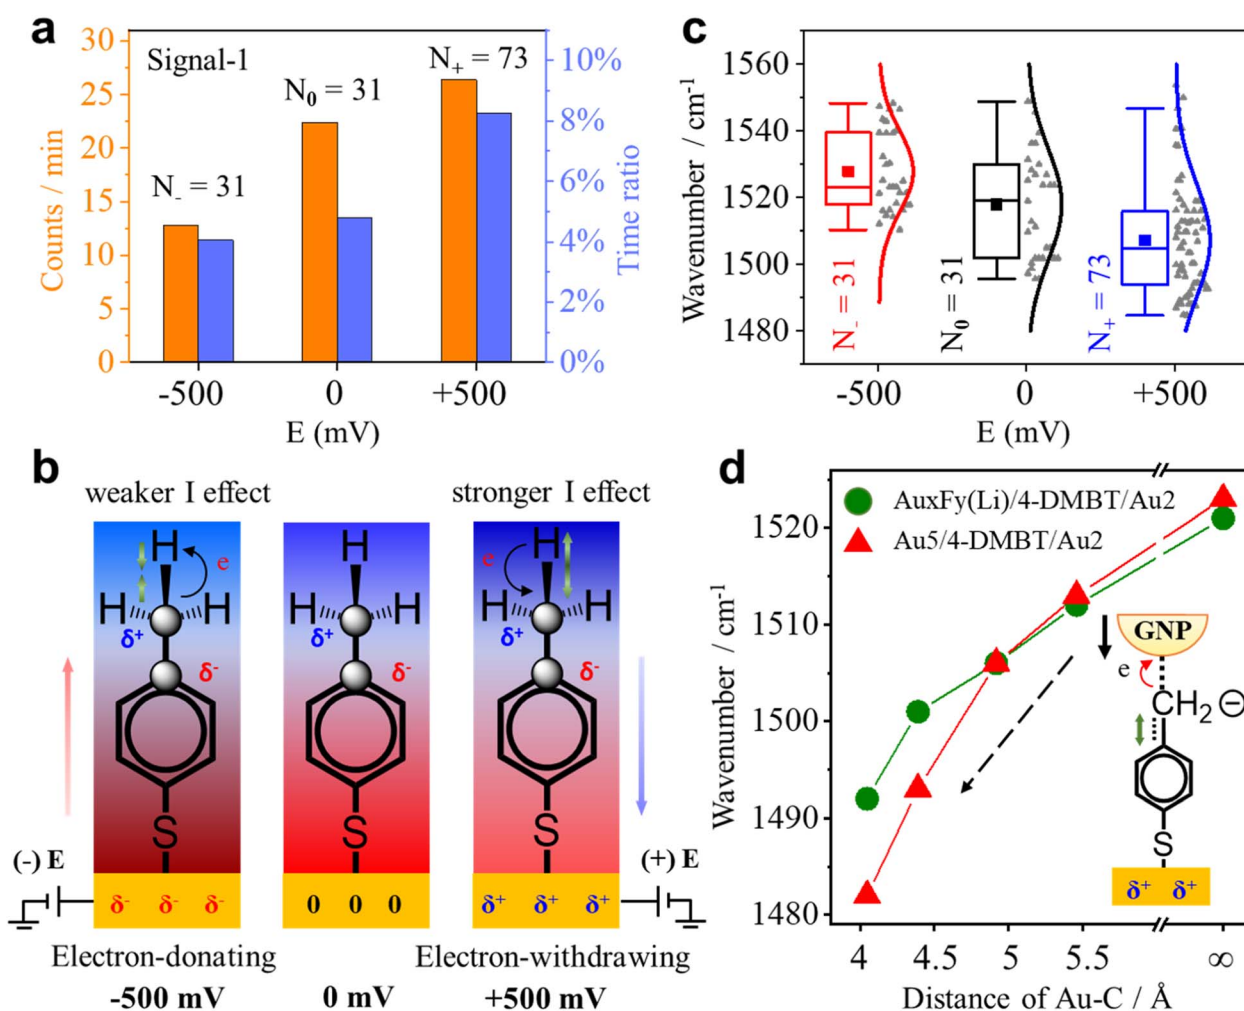 a
Signal-1
N₋ = 31
N₀ = 31
N₊ = 73
Counts / min
30
25
20
15
10
5
0
Time ratio
10%
8%
6%
4%
2%
0%
-500
0
+500
E (mV)
c
Wavenumber / cm⁻¹
1560
1540
1520
1500
1480
N₋ = 31
N₀ = 31
N₊ = 73
-500
0
+500
E (mV)
b
weaker I effect
stronger I effect
H
e
H
H
δ⁺
δ⁻
S
(-) E
δ⁻ δ⁻ δ⁻
H
H
H
δ⁺
δ⁻
S
0 0 0
H
e
H
H
δ⁺
δ⁻
S
(+) E
δ⁺ δ⁺ δ⁺
Electron-donating
Electron-withdrawing
-500 mV
0 mV
+500 mV
d
AuxFy(Li)/4-DMBT/Au2
Au5/4-DMBT/Au2
Wavenumber / cm⁻¹
1520
1510
1500
1490
1480
GNP
e
CH₂ ⊖
S
δ⁺ δ⁺
4
4.5
5
5.5
∞
Distance of Au-C / Å